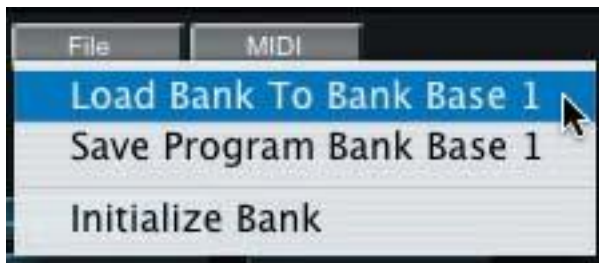 File MIDI
Load Bank To Bank Base 1
Save Program Bank Base 1
Initialize Bank